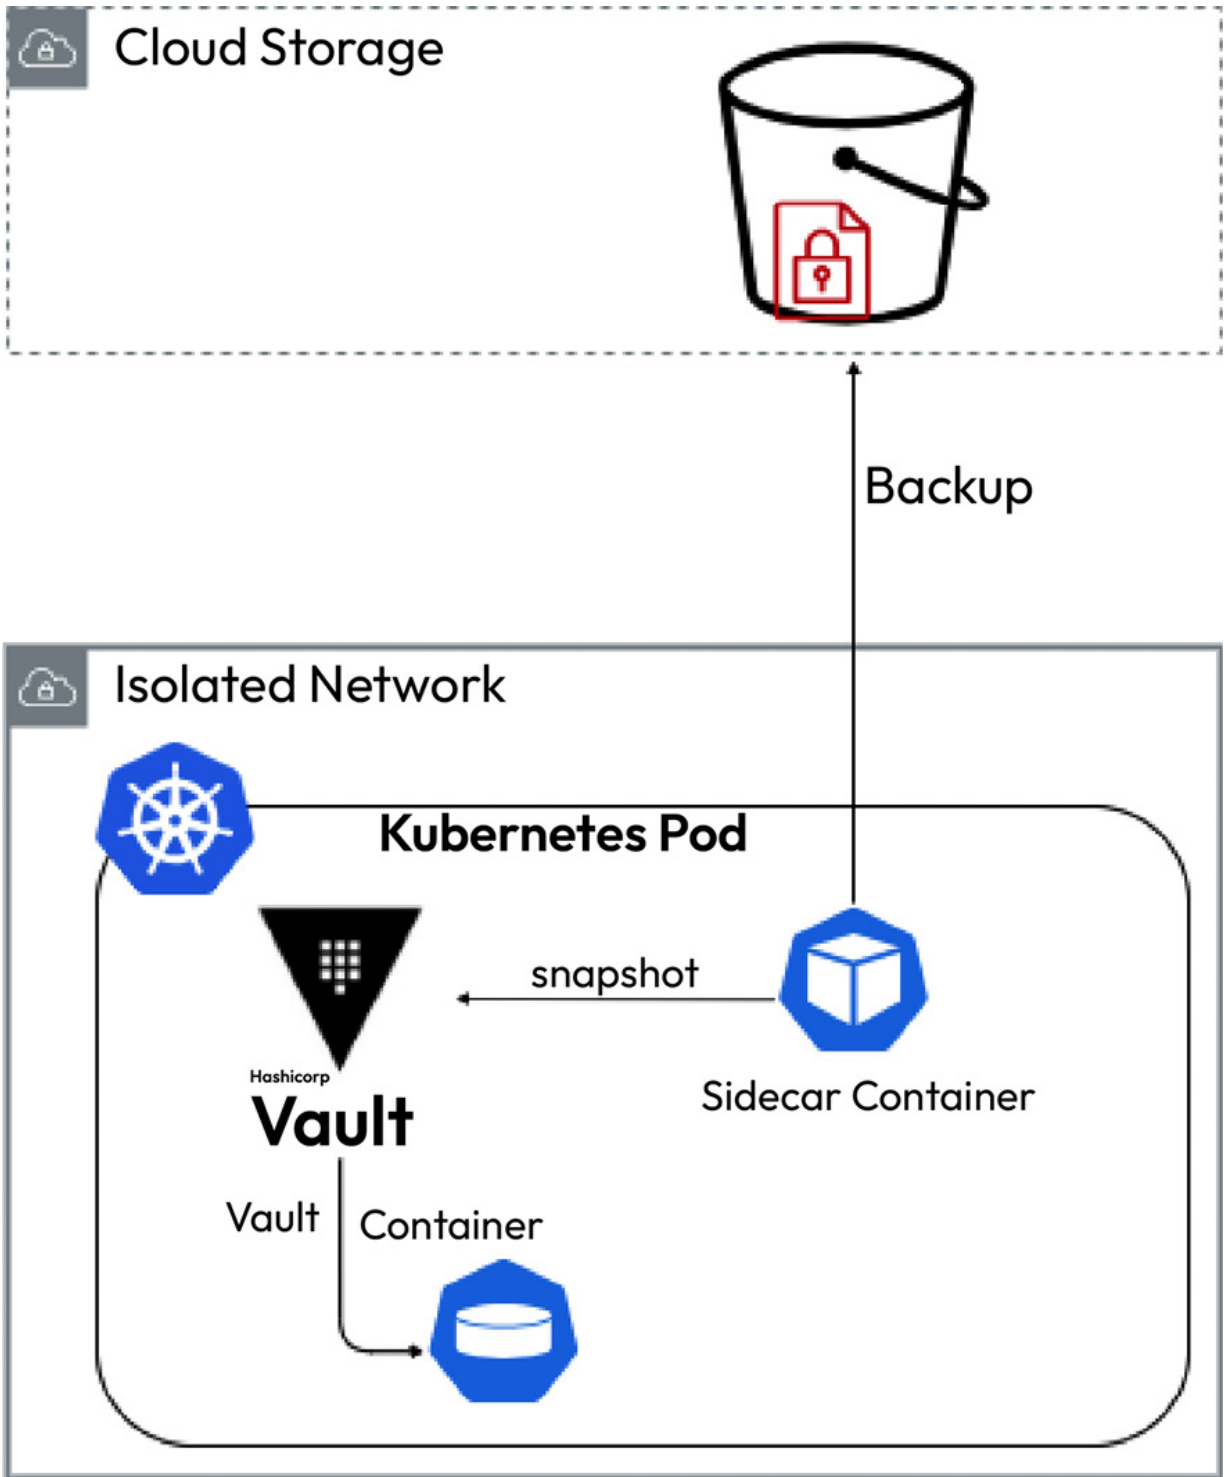 Cloud Storage
Backup
Isolated Network
Kubernetes Pod
snapshot
Hashicorp
Vault
Sidecar Container
Vault Container